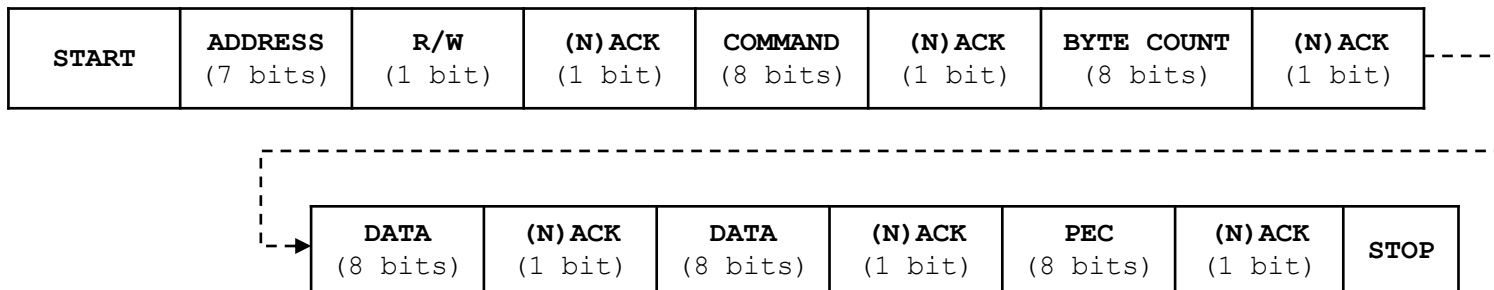 START
ADDRESS
(7 bits)
R/W
(1 bit)
(N)ACK
(1 bit)
COMMAND
(8 bits)
(N)ACK
(1 bit)
BYTE COUNT
(8 bits)
(N)ACK
(1 bit)
DATA
(8 bits)
(N)ACK
(1 bit)
DATA
(8 bits)
(N)ACK
(1 bit)
PEC
(8 bits)
(N)ACK
(1 bit)
STOP